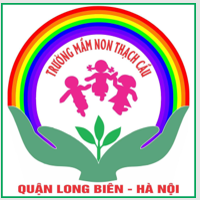 TRƯỜNG MẦM NON THẠCH CẦU
QUẬN LONG BIÊN - HÀ NỘI